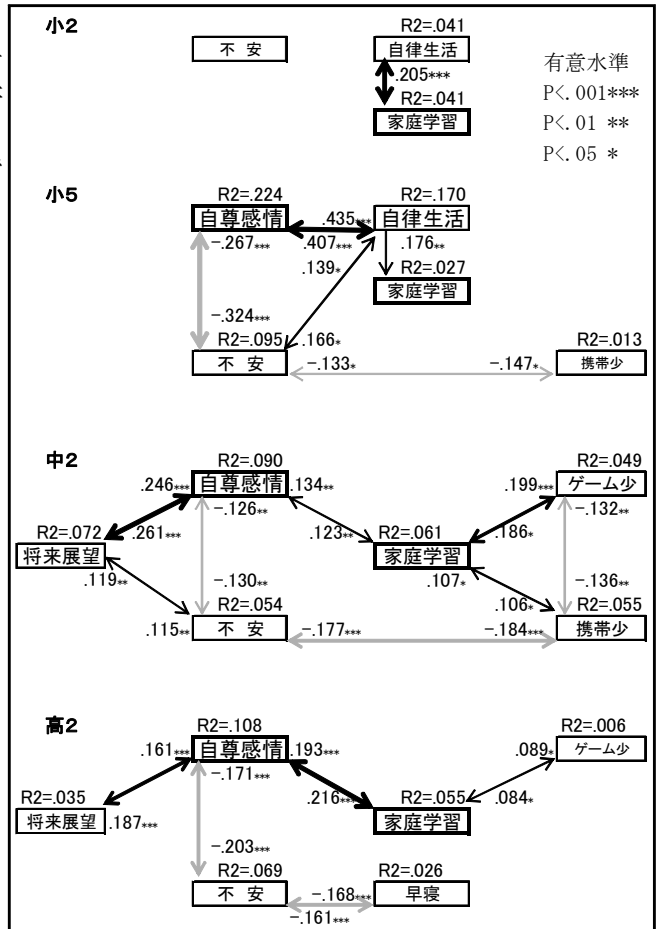 小2
R2=.041
不 安
自律生活
有意水準
.205***
P<.001***
R2=.041
P<.01 **
家庭学習
P<.05 *
小5
R2=.224
R2=.170
自尊感情
.435***
自律生活
-.267***
.407***
.176**
.139*
R2=.027
家庭学習
-.324***
R2=.095
.166*
R2=.013
不 安
-.133*
-.147*
携帯少
中2
R2=.090
R2=.049
.246***
自尊感情
.134**
.199***
ゲーム少
-.126**
-.132**
R2=.072
.261***
.123**
R2=.061
.186*
将来展望
家庭学習
.119**
-.130**
.107*
-.136**
R2=.054
.106*
R2=.055
.115**
不 安
-.177***
-.184***
携帯少
高2
R2=.108
R2=.006
.161***
自尊感情
.193***
.089*
ゲーム少
-.171***
R2=.035
.216***
R2=.055
.084*
将来展望
.187***
家庭学習
-.203***
R2=.069
R2=.026
不 安
-.168***
早寝
-.161***